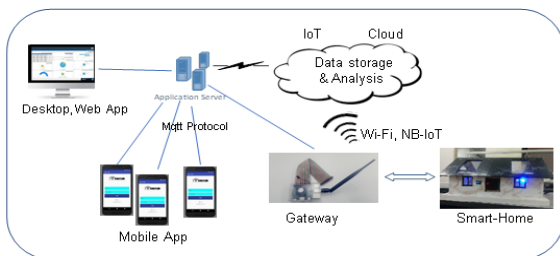 IoT Cloud
Data storage
& Analysis
Desktop,Web App
Application Server
Mqtt Protocol
Wi-Fi, NB-IoT
Mobile App
Gateway
Smart-Home